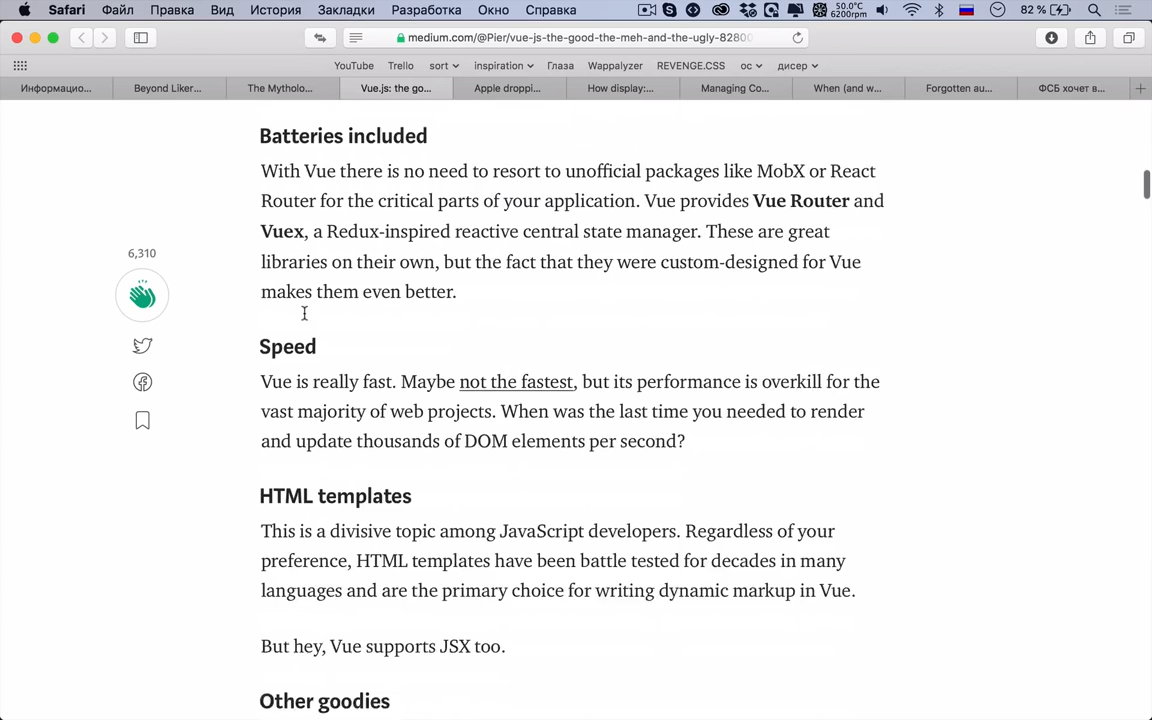 Safari Файл Правка Вид История Закладки Разработка Окно Справка 50.0°C 6200rpm 82 %
medium.com/@Pier/vue-js-the-good-the-meh-and-the-ugly-82800
YouTube Trello sort inspiration Глаза Wappalyzer REVENGE.CSS ос дисер
Информацио... Beyond Liker... The Mytholo... Vue.js: the go... Apple droppi... How display:... Managing Co... When (and w... Forgotten au... ФСБ хочет в...
Batteries included
With Vue there is no need to resort to unofficial packages like MobX or React
Router for the critical parts of your application. Vue provides Vue Router and
Vuex, a Redux-inspired reactive central state manager. These are great
libraries on their own, but the fact that they were custom-designed for Vue
makes them even better.
6,310
Speed
Vue is really fast. Maybe not the fastest, but its performance is overkill for the
vast majority of web projects. When was the last time you needed to render
and update thousands of DOM elements per second?
HTML templates
This is a divisive topic among JavaScript developers. Regardless of your
preference, HTML templates have been battle tested for decades in many
languages and are the primary choice for writing dynamic markup in Vue.
But hey, Vue supports JSX too.
Other goodies